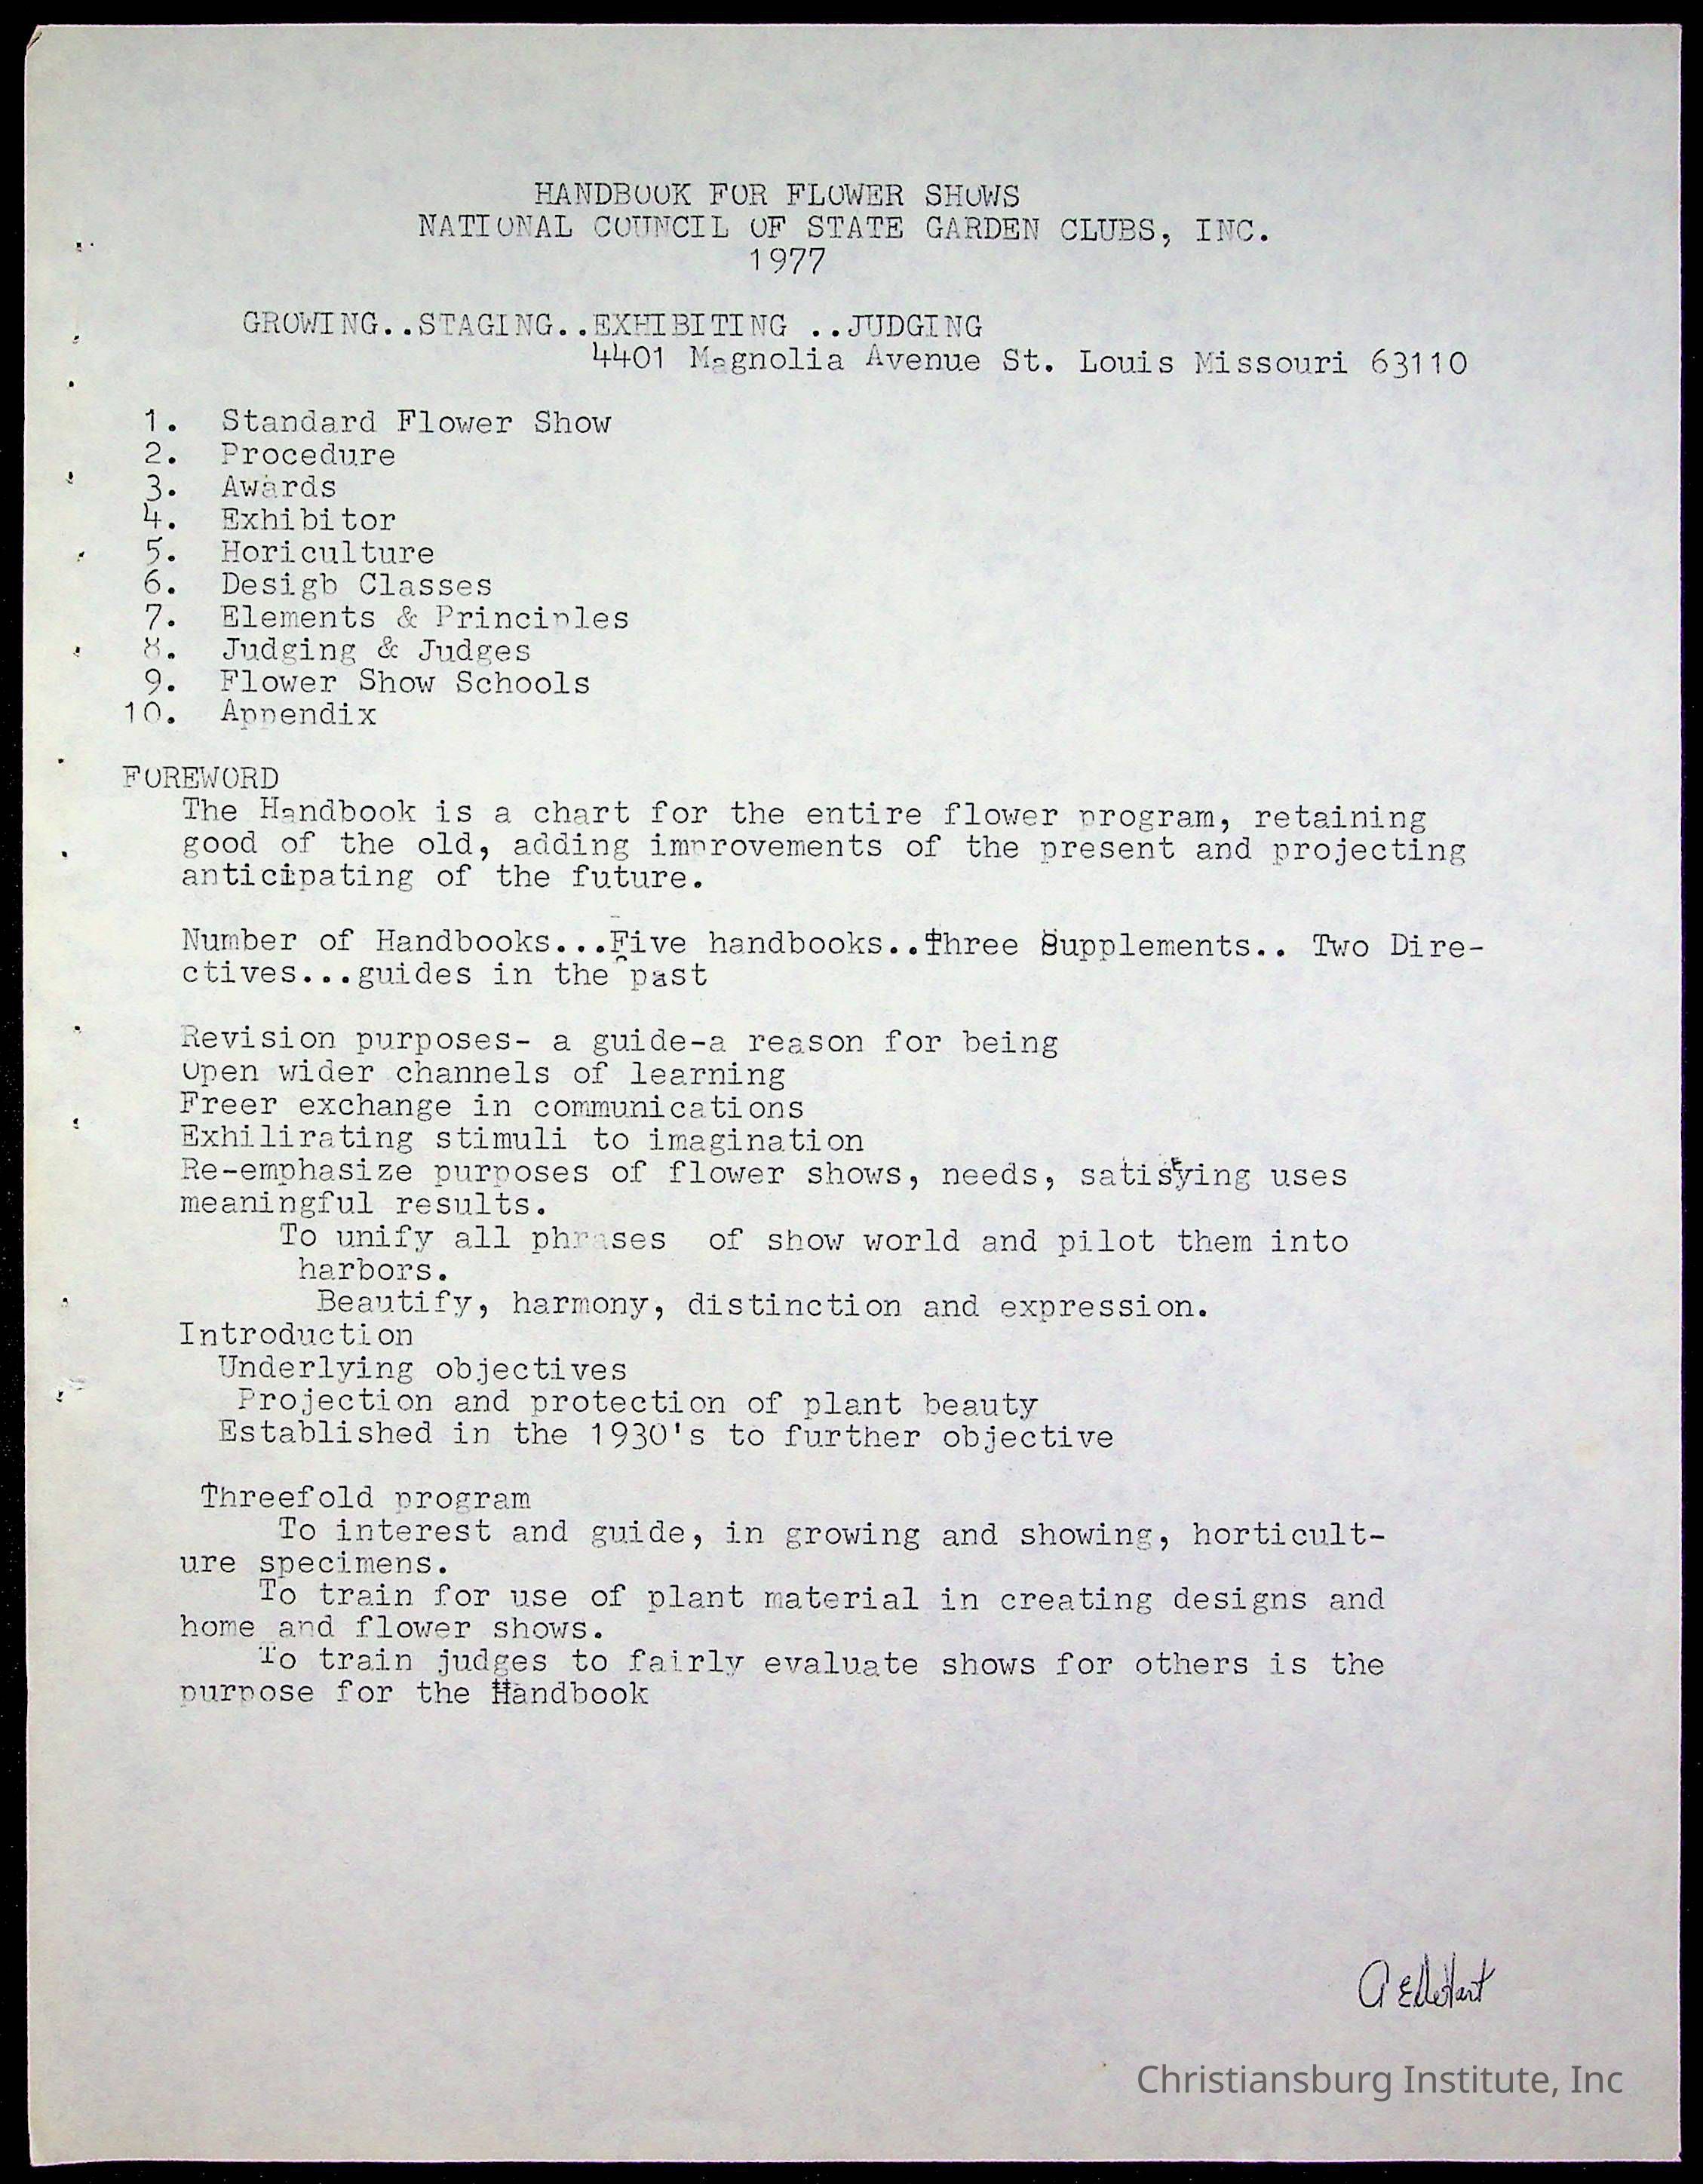 HANDBOOK FOR FLOWER SHOWS
NATIONAL COUNCIL OF STATE GARDEN CLUBS, INC.
1977
GROWING..STAGING..EXHIBITING ..JUDGING
4401 Magnolia Avenue St. Louis Missouri 63110
1. Standard Flower Show
2. Procedure
3. Awards
4. Exhibitor
5. Horiculture
6. Desigb Classes
7. Elements & Principles
8. Judging & Judges
9. Flower Show Schools
10. Appendix
FOREWORD
The Handbook is a chart for the entire flower program, retaining
good of the old, adding improvements of the present and projecting
anticipating of the future.
Number of Handbooks...Five handbooks..three Supplements.. Two Dire-
ctives...guides in the past
Revision purposes- a guide-a reason for being
Open wider channels of learning
Freer exchange in communications
Exhilirating stimuli to imagination
Re-emphasize purposes of flower shows, needs, satisfying uses
meaningful results.
To unify all phrases of show world and pilot them into
harbors.
Beautify, harmony, distinction and expression.
Introduction
Underlying objectives
Projection and protection of plant beauty
Established in the 1930's to further objective
Threefold program
To interest and guide, in growing and showing, horticult-
ure specimens.
To train for use of plant material in creating designs and
home and flower shows.
To train judges to fairly evaluate shows for others is the
purpose for the Handbook
Christiansburg Institute, Inc